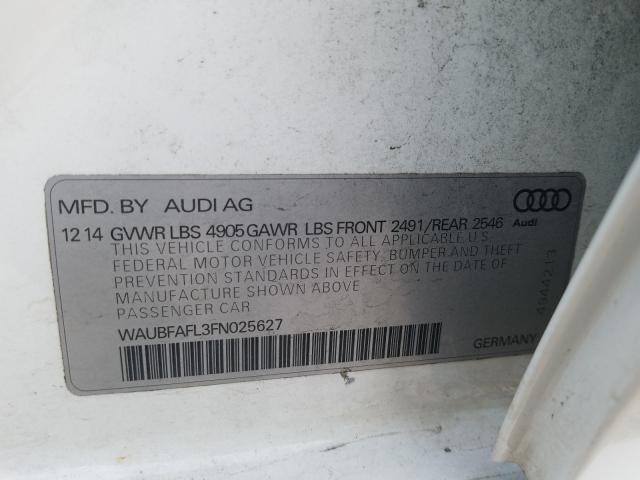 MFD. BY AUDI AG
Audi
12 14 GVWR LBS 4905 GAWR LBS FRONT 2491/REAR 2546
THIS VEHICLE CONFORMS TO ALL APPLICABLE U.S.
FEDERAL MOTOR VEHICLE SAFETY, BUMPER AND THEFT
PREVENTION STANDARDS IN EFFECT ON THE DATE OF
MANUFACTURE SHOWN ABOVE
PASSENGER CAR
4944213
WAUBFAFL3FN025627
GERMANY